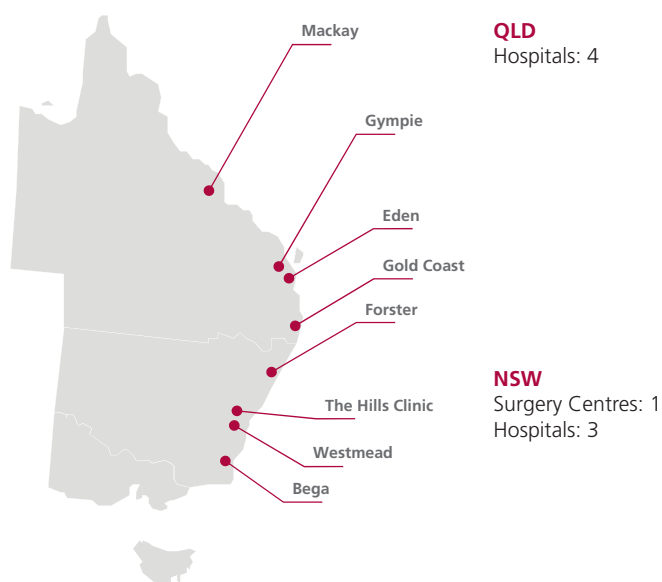 Mackay
QLD
Hospitals: 4
Gympie
Eden
Gold Coast
Forster
NSW
Surgery Centres: 1
Hospitals: 3
The Hills Clinic
Westmead
Bega